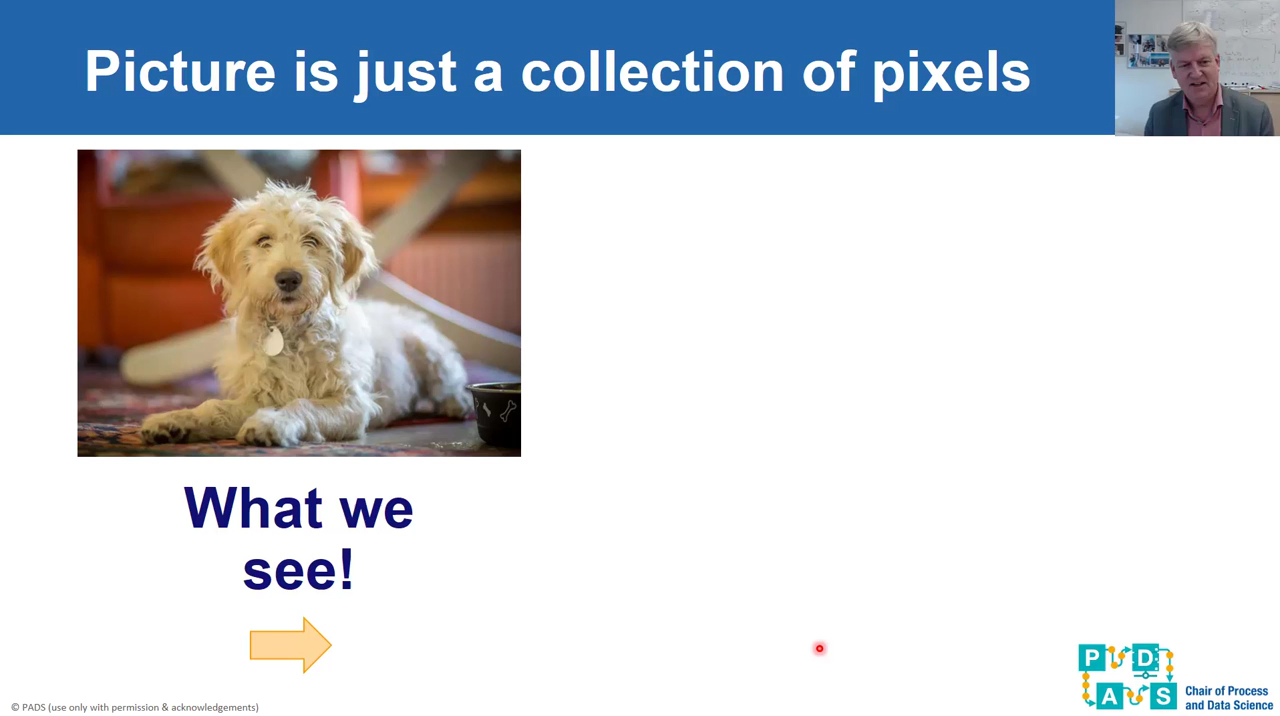 Picture is just a collection of pixels
What we
see!
© PADS (use only with permission & acknowledgements)
P D
A S
Chair of Process
and Data Science